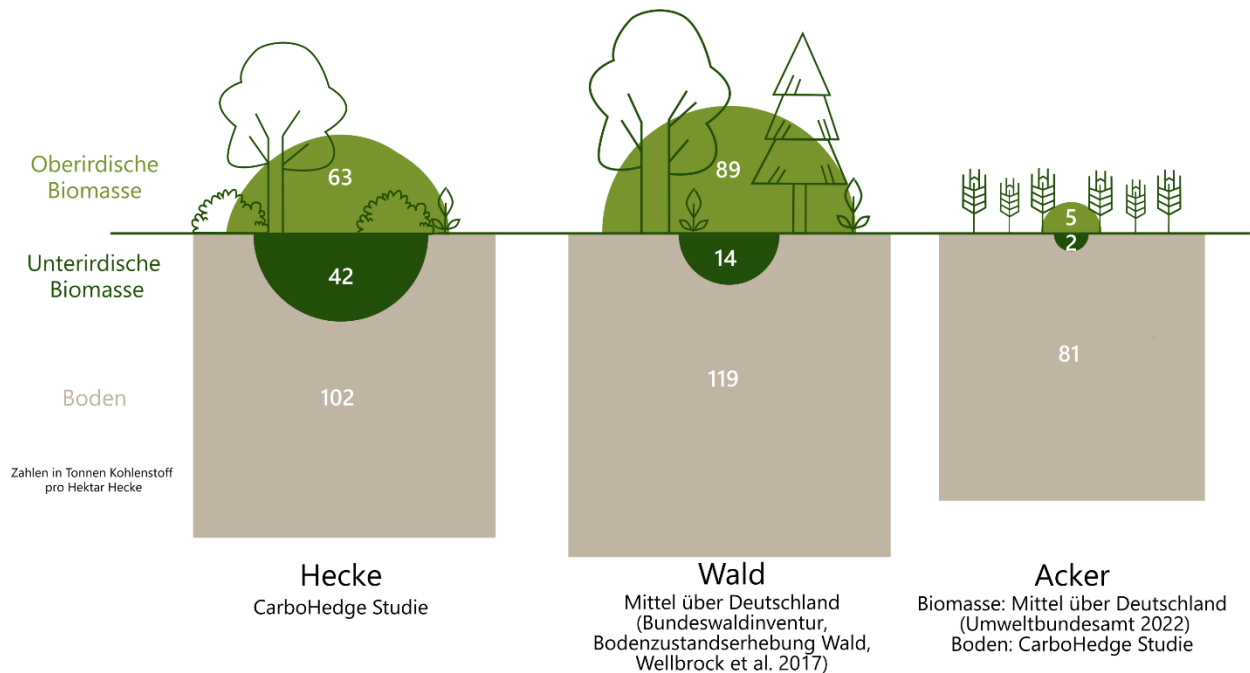 Oberirdische
Biomasse
63
89
5
Unterirdische
Biomasse
42
14
2
Boden
102
119
81
Zahlen in Tonnen Kohlenstoff
pro Hektar Hecke
Hecke
CarboHedge Studie
Wald
Mittel über Deutschland
(Bundeswaldinventur,
Bodenzustandserhebung Wald,
Wellbrock et al. 2017)
Acker
Biomasse: Mittel über Deutschland
(Umweltbundesamt 2022)
Boden: CarboHedge Studie